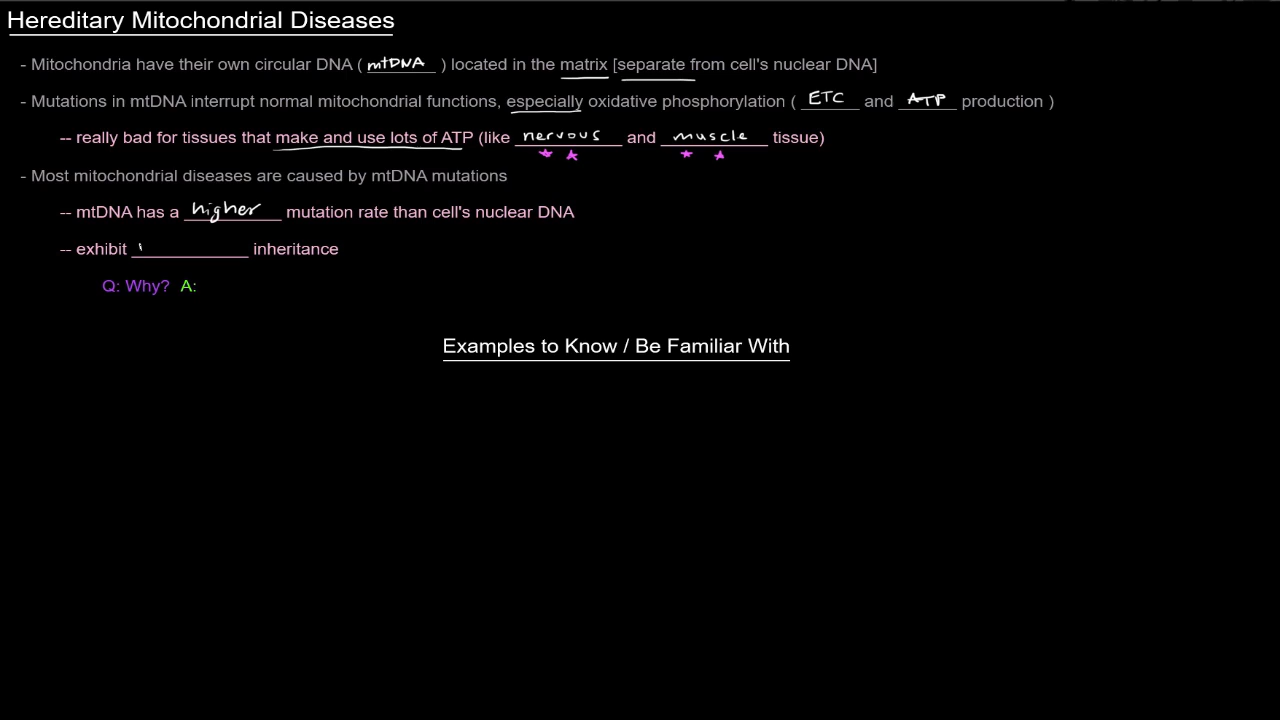 Hereditary Mitochondrial Diseases
- Mitochondria have their own circular DNA ( mtDNA ) located in the matrix [separate from cell's nuclear DNA]
- Mutations in mtDNA interrupt normal mitochondrial functions, especially oxidative phosphorylation ( ETC and ATP production )
-- really bad for tissues that make and use lots of ATP (like nervous and muscle tissue)
- Most mitochondrial diseases are caused by mtDNA mutations
-- mtDNA has a higher mutation rate than cell's nuclear DNA
-- exhibit ____________ inheritance
Q: Why? A:
Examples to Know / Be Familiar With